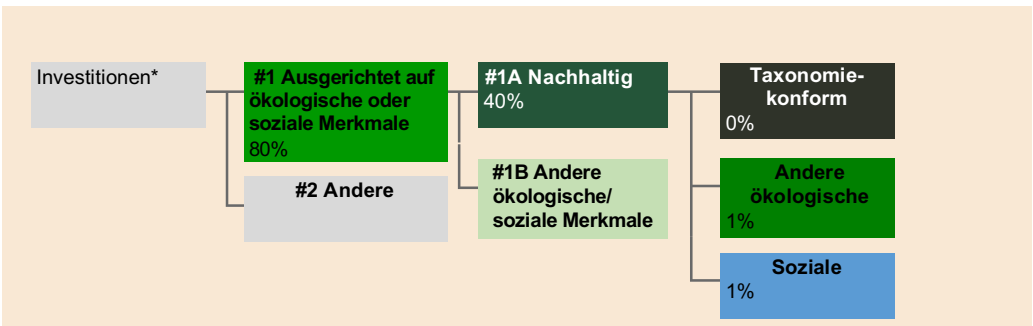 Investitionen*
#1 Ausgerichtet auf
ökologische oder
soziale Merkmale
80%
#2 Andere
#1A Nachhaltig
40%
#1B Andere
ökologische/
soziale Merkmale
Taxonomie-
konform
0%
Andere
ökologische
1%
Soziale
1%